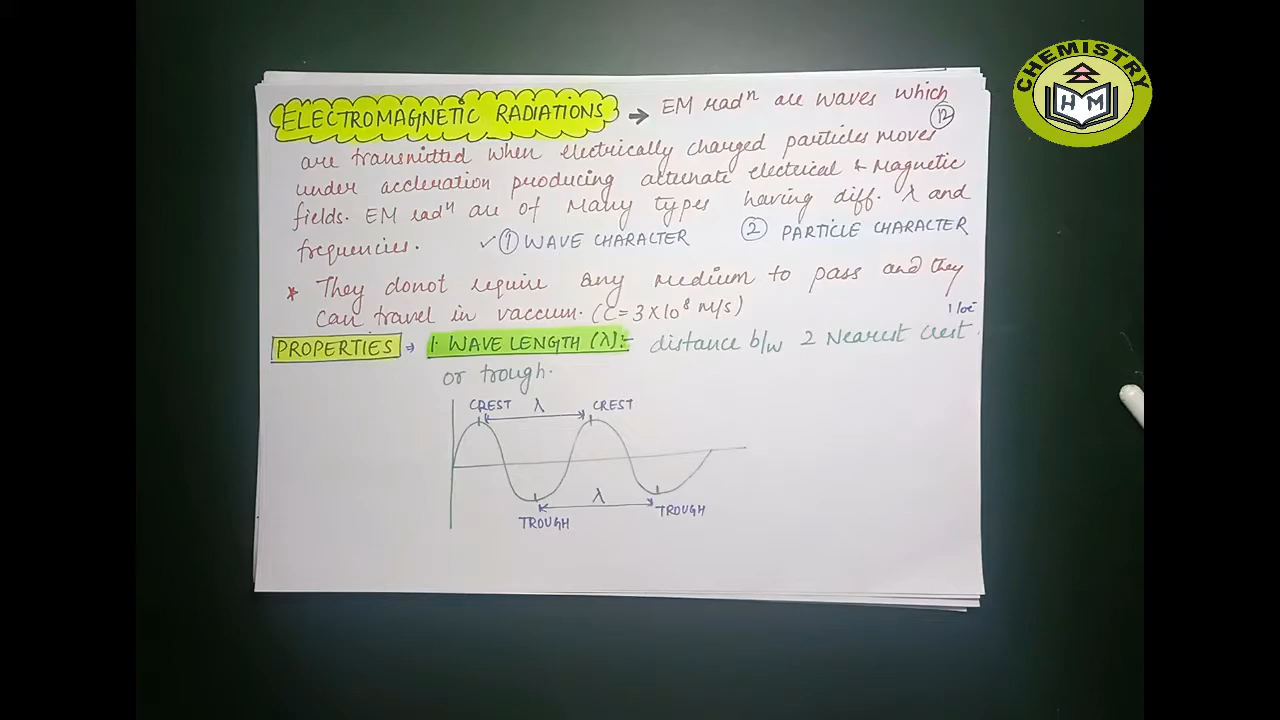 CHEMISTRY
HM
ELECTROMAGNETIC RADIATIONS → EM radⁿ are waves which
12
are transmitted when electrically charged particles moves
under accleration producing alternate electrical & Magnetic
fields. EM radⁿ are of Many types having diff. λ and
frequencies. ✓① WAVE CHARACTER ② PARTICLE CHARACTER
* They donot require any medium to pass and they
can travel in vaccum. (C = 3×10⁸ M/s)
PROPERTIES ⇒ 1. WAVE LENGTH (λ):- distance b/w 2 Nearest Crest
or trough.
CREST λ CREST
λ
TROUGH TROUGH